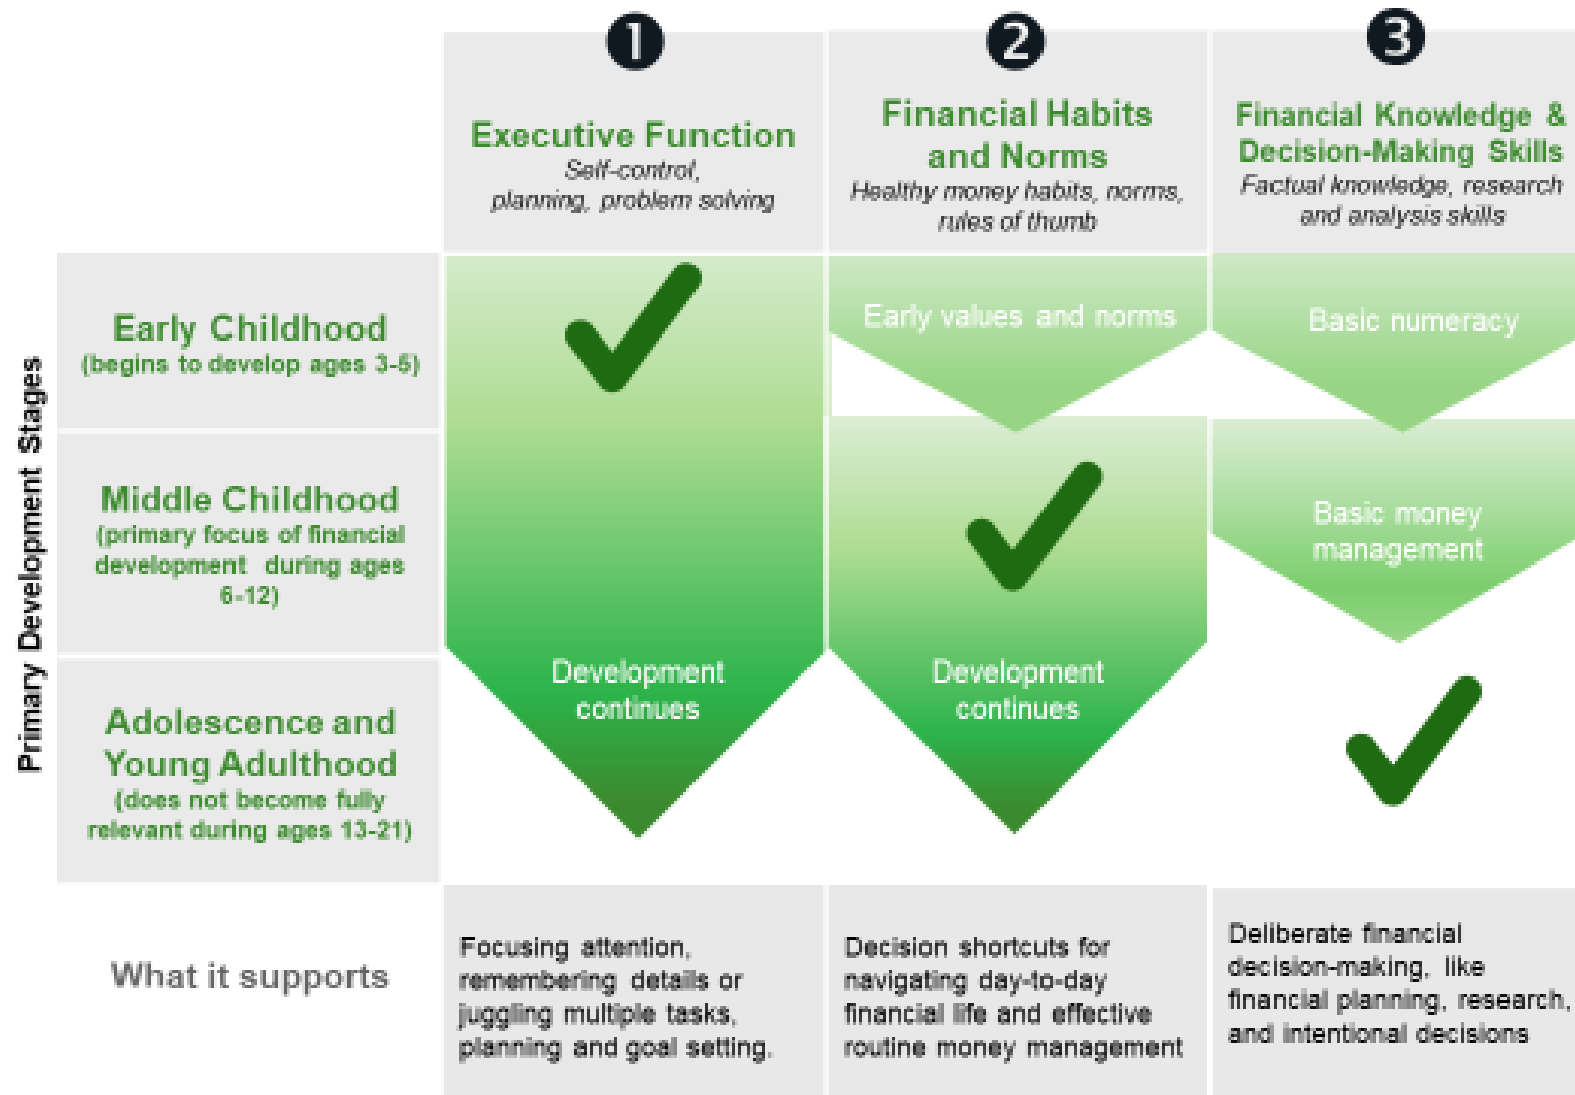 1
Executive Function
Self-control,
planning, problem solving
2
Financial Habits
and Norms
Healthy money habits, norms,
rules of thumb
3
Financial Knowledge &
Decision-Making Skills
Factual knowledge, research
and analysis skills
Primary Development Stages
Early Childhood
(begins to develop ages 3-5)
Early values and norms
Basic numeracy
Middle Childhood
(primary focus of financial
development during ages
6-12)
Basic money
management
Adolescence and
Young Adulthood
(does not become fully
relevant during ages 13-21)
Development
continues
Development
continues
What it supports
Focusing attention,
remembering details or
juggling multiple tasks,
planning and goal setting.
Decision shortcuts for
navigating day-to-day
financial life and effective
routine money management
Deliberate financial
decision-making, like
financial planning, research,
and intentional decisions